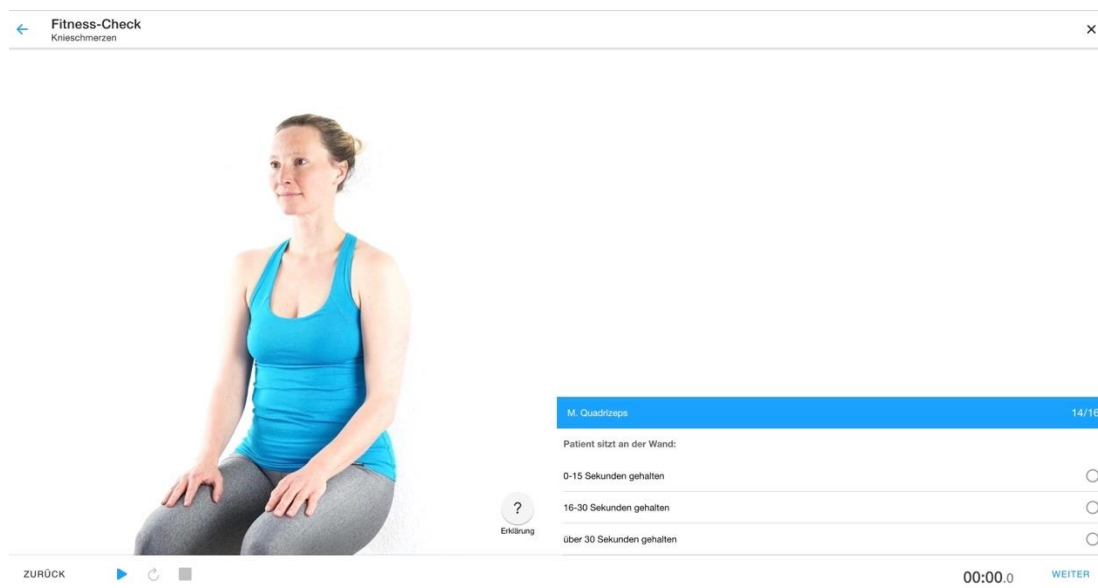 Fitness-Check
Knieschmerzen
M. Quadrizeps 14/16
Patient sitzt an der Wand:
0-15 Sekunden gehalten
16-30 Sekunden gehalten
über 30 Sekunden gehalten
?
Erklärung
ZURÜCK
00:00.0 WEITER